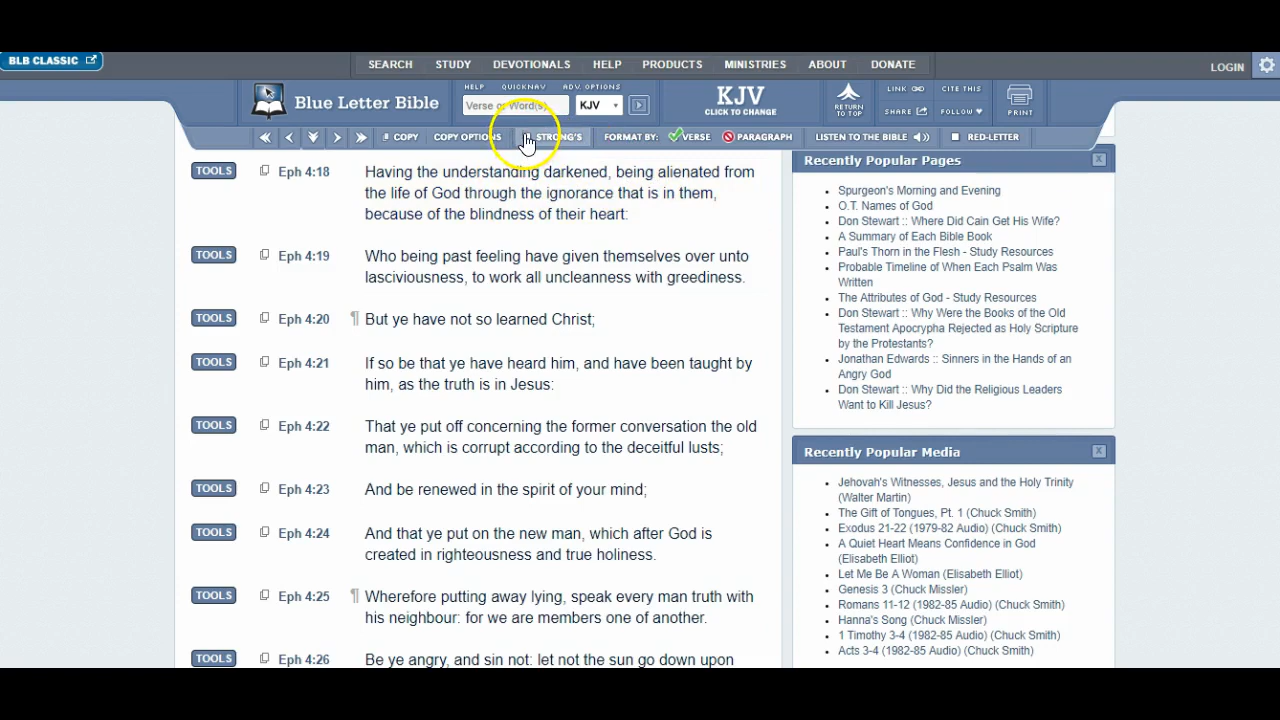 BLB CLASSIC
SEARCH STUDY DEVOTIONALS HELP PRODUCTS MINISTRIES ABOUT DONATE
LOGIN
Blue Letter Bible
HELP QUICKNAV ADV. OPTIONS
Verse or Word(s)
KJV
KJV
CLICK TO CHANGE
RETURN
TO TOP
LINK
CITE THIS
SHARE
FOLLOW
PRINT
COPY COPY OPTIONS STRONG'S FORMAT BY: VERSE PARAGRAPH LISTEN TO THE BIBLE RED-LETTER
TOOLS Eph 4:18 Having the understanding darkened, being alienated from
the life of God through the ignorance that is in them,
because of the blindness of their heart:
TOOLS Eph 4:19 Who being past feeling have given themselves over unto
lasciviousness, to work all uncleanness with greediness.
TOOLS Eph 4:20 ¶ But ye have not so learned Christ;
TOOLS Eph 4:21 If so be that ye have heard him, and have been taught by
him, as the truth is in Jesus:
TOOLS Eph 4:22 That ye put off concerning the former conversation the old
man, which is corrupt according to the deceitful lusts;
TOOLS Eph 4:23 And be renewed in the spirit of your mind;
TOOLS Eph 4:24 And that ye put on the new man, which after God is
created in righteousness and true holiness.
TOOLS Eph 4:25 ¶ Wherefore putting away lying, speak every man truth with
his neighbour: for we are members one of another.
TOOLS Eph 4:26 Be ye angry, and sin not: let not the sun go down upon
Recently Popular Pages
Spurgeon's Morning and Evening
O.T. Names of God
Don Stewart :: Where Did Cain Get His Wife?
A Summary of Each Bible Book
Paul's Thorn in the Flesh - Study Resources
Probable Timeline of When Each Psalm Was
Written
The Attributes of God - Study Resources
Don Stewart :: Why Were the Books of the Old
Testament Apocrypha Rejected as Holy Scripture
by the Protestants?
Jonathan Edwards :: Sinners in the Hands of an
Angry God
Don Stewart :: Why Did the Religious Leaders
Want to Kill Jesus?
Recently Popular Media
Jehovah's Witnesses, Jesus and the Holy Trinity
(Walter Martin)
The Gift of Tongues, Pt. 1 (Chuck Smith)
Exodus 21-22 (1979-82 Audio) (Chuck Smith)
A Quiet Heart Means Confidence in God
(Elisabeth Elliot)
Let Me Be A Woman (Elisabeth Elliot)
Genesis 3 (Chuck Missler)
Romans 11-12 (1982-85 Audio) (Chuck Smith)
Hanna's Song (Chuck Missler)
1 Timothy 3-4 (1982-85 Audio) (Chuck Smith)
Acts 3-4 (1982-85 Audio) (Chuck Smith)